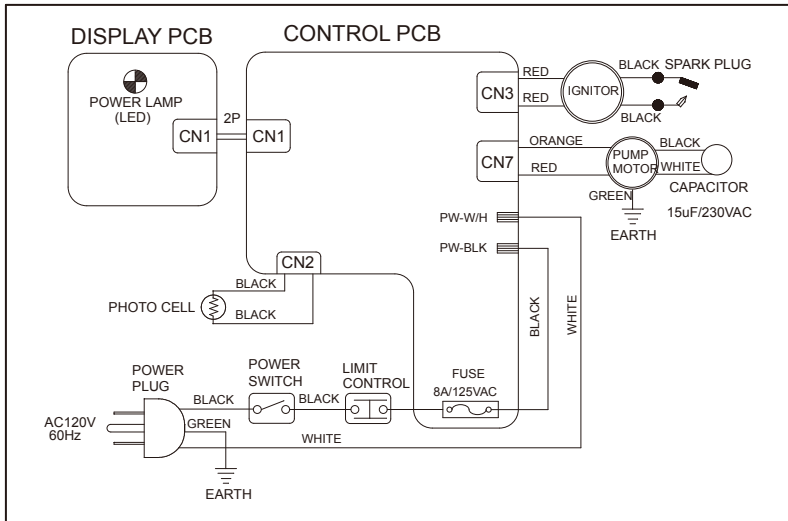 DISPLAY PCB
CONTROL PCB
POWER LAMP
(LED)
2P
CN1
CN1
CN3
RED
RED
IGNITOR
BLACK
SPARK PLUG
BLACK
CN7
ORANGE
RED
PUMP
MOTOR
BLACK
WHITE
CAPACITOR
15uF/230VAC
GREEN
EARTH
PW-W/H
PW-BLK
CN2
BLACK
BLACK
PHOTO CELL
BLACK
WHITE
POWER
PLUG
AC120V
60Hz
BLACK
POWER
SWITCH
BLACK
LIMIT
CONTROL
FUSE
8A/125VAC
GREEN
WHITE
EARTH